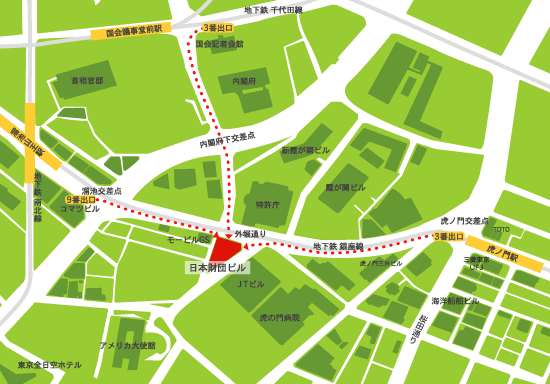 地下鉄 千代田線
国会議事堂前駅
3番出口
国会記者会館
首相官邸
内閣府
内閣府下交差点
新霞が関ビル
霞が関ビル
溜池山王駅
地下鉄 南北線
溜池交差点
9番出口
コマツビル
特許庁
モービルGS
外堀通り
地下鉄 銀座線
虎ノ門交差点
3番出口
TOTO
虎ノ門駅
日本財団ビル
JTビル
虎ノ門三井ビル
三菱東京
UFJ
海洋船舶ビル
虎の門病院
桜田通り
アメリカ大使館
東京全日空ホテル